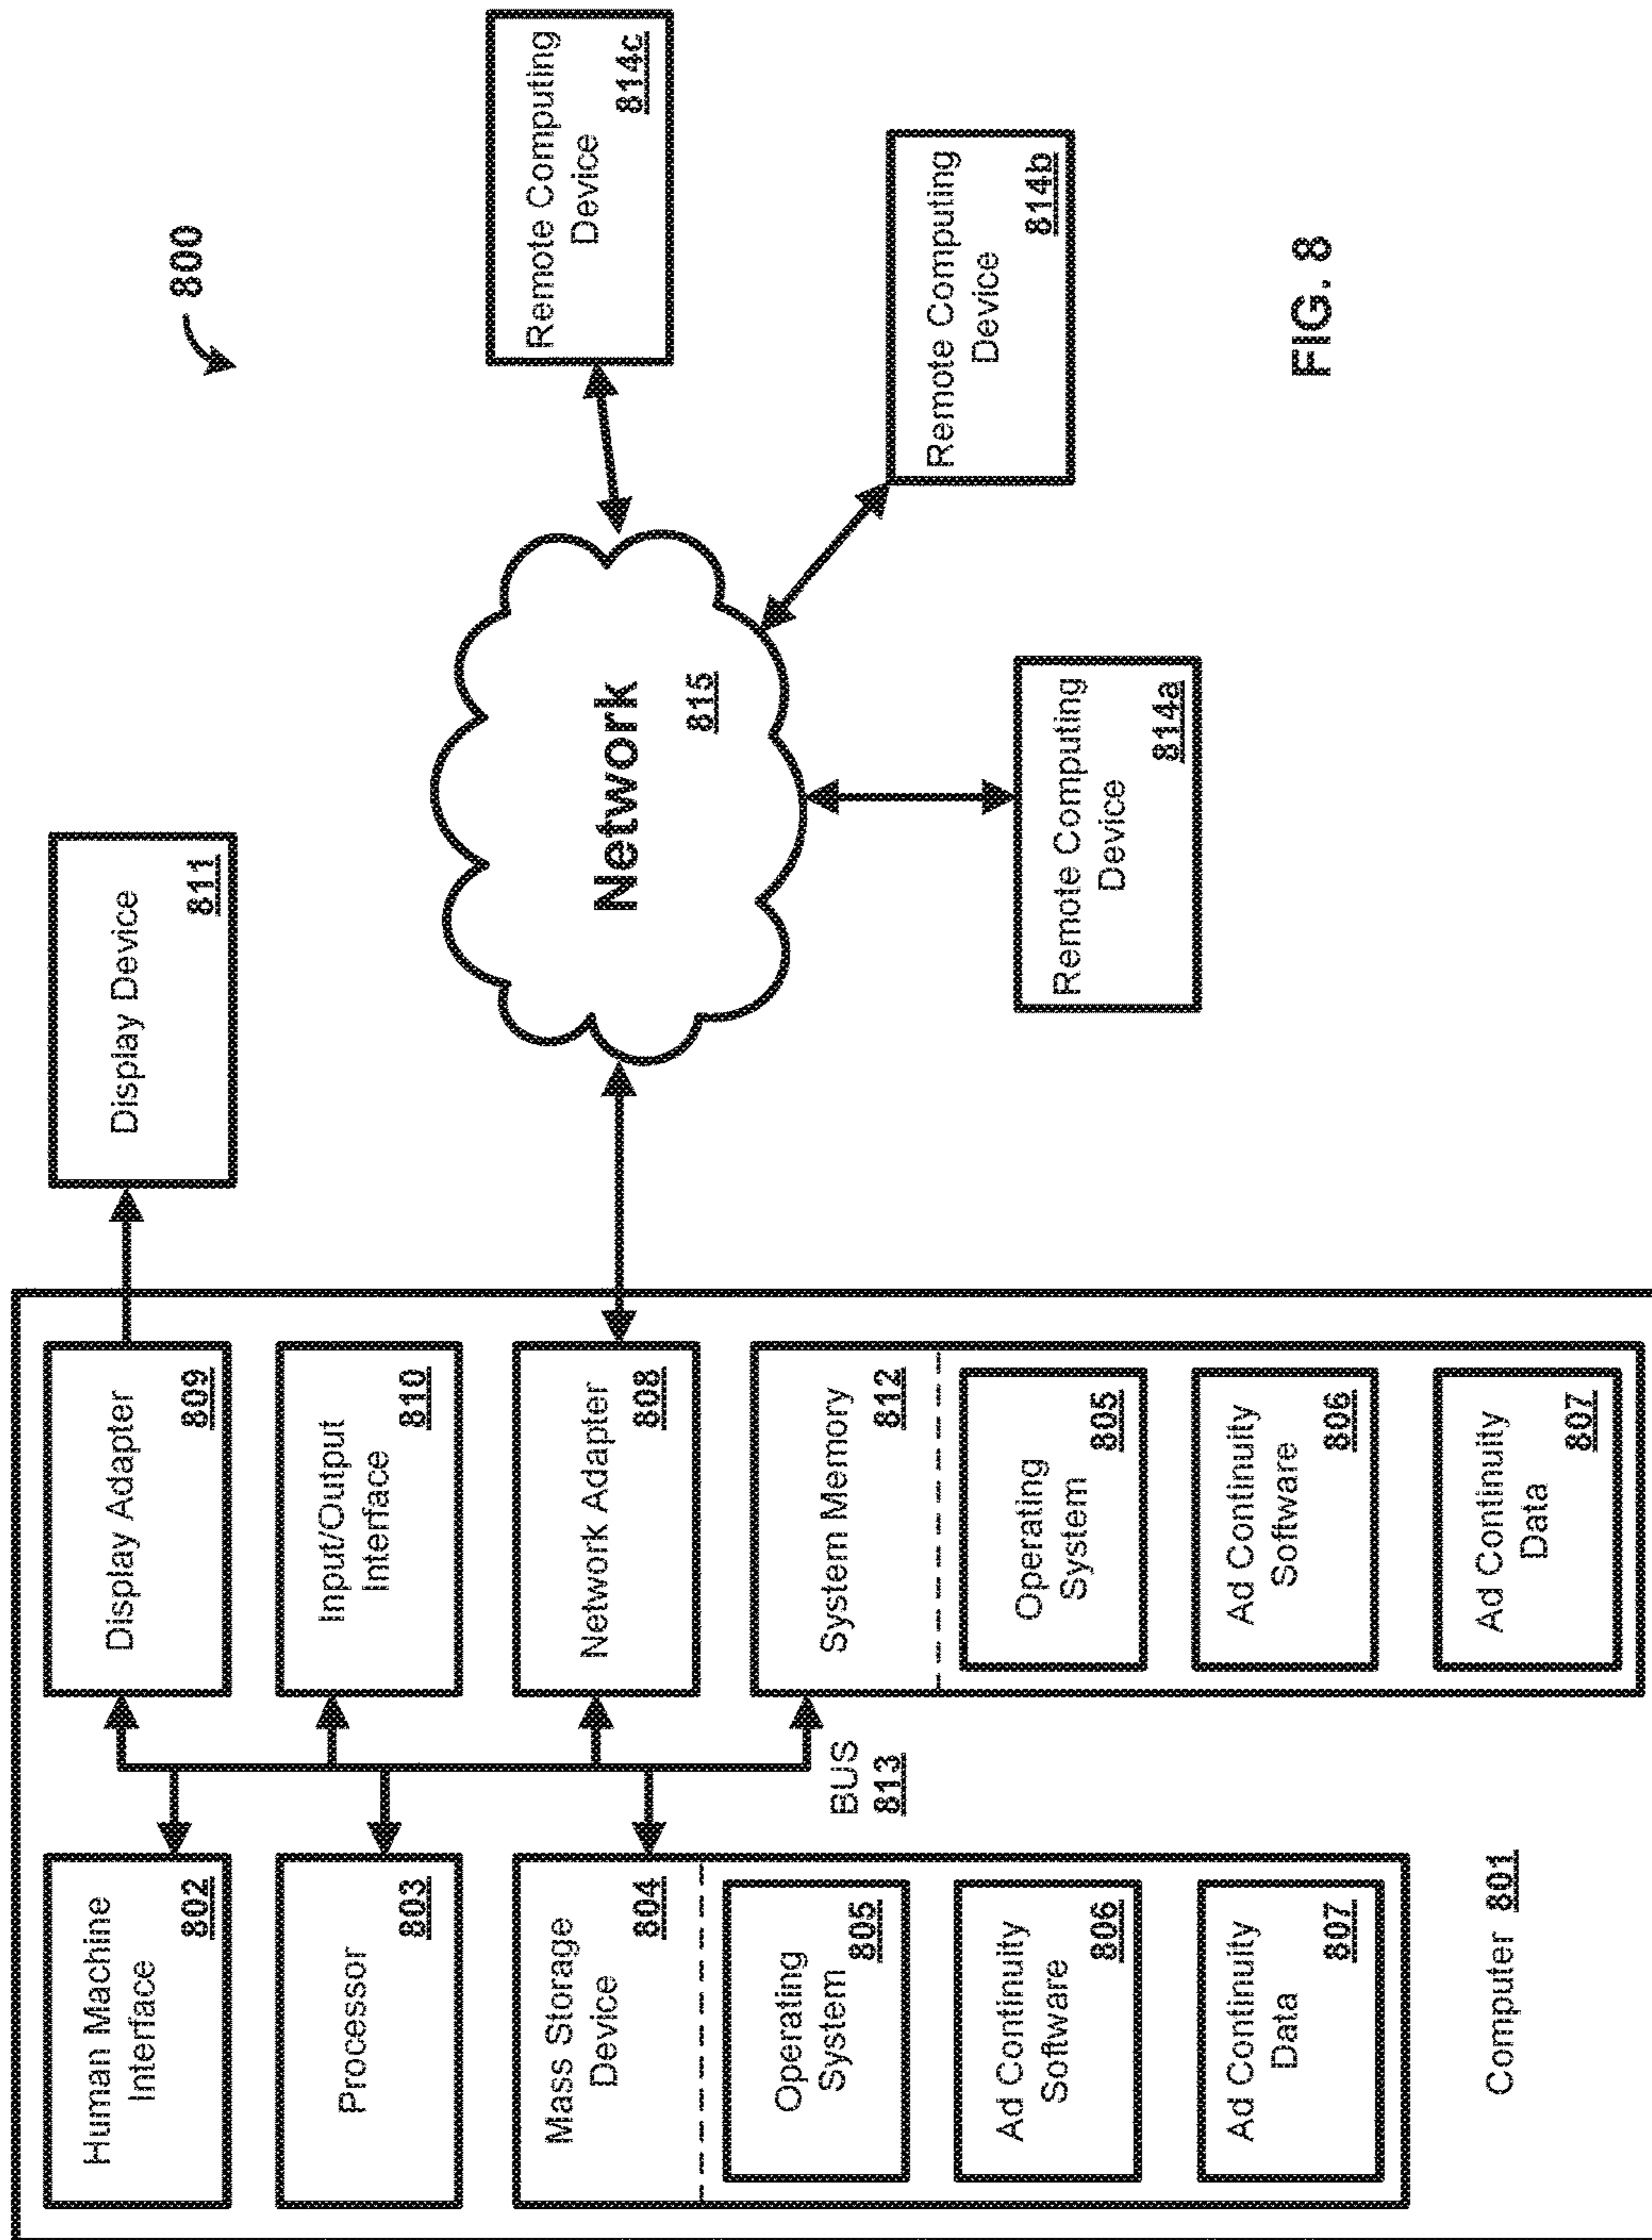 800
Human Machine
Interface
802
Processor
803
Mass Storage
Device
804
Operating
System
805
Ad Continuity
Software
806
Ad Continuity
Data
807
Computer 801
BUS
813
Display Adapter
809
Input/Output
Interface
810
Network Adapter
808
System Memory
812
Operating
System
805
Ad Continuity
Software
806
Ad Continuity
Data
807
Display Device
811
Network
815
Remote Computing
Device
814a
Remote Computing
Device
814b
Remote Computing
Device
814c
FIG. 8